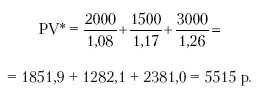 PV* = 2000/1,08 + 1500/1,17 + 3000/1,26 =
= 1851,9 + 1282,1 + 2381,0 = 5515 р.